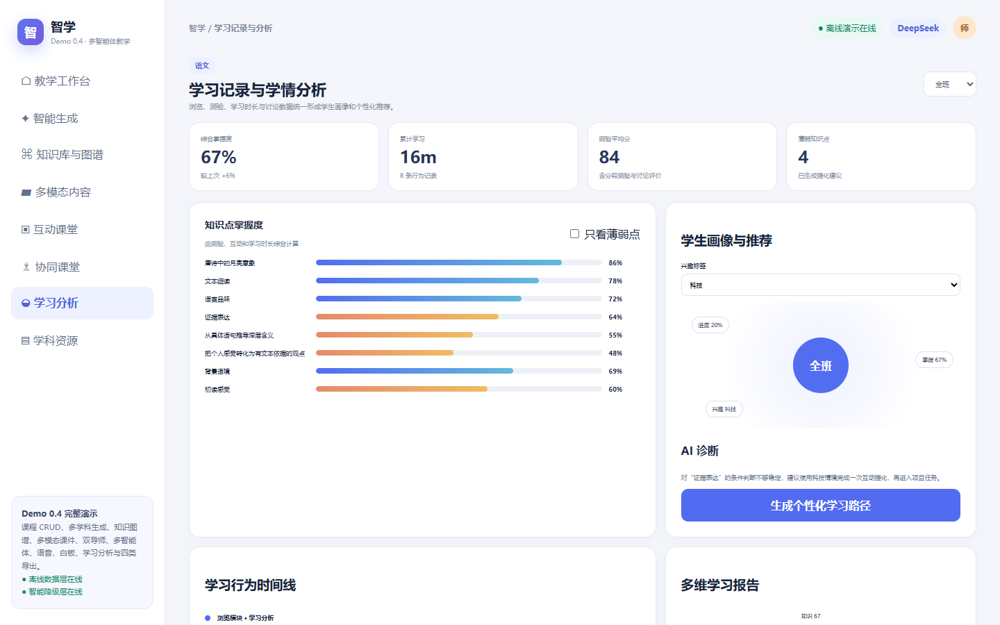 智
智学
Demo 0.4 · 多智能体教学
教学工作台
智能生成
知识库与图谱
多模态内容
互动课堂
协同课堂
学习分析
学科资源
Demo 0.4 完整演示
课程 CRUD、多学科生成、知识图
谱、多模态课件、双导师、多智能
体、语音、白板、学习分析与四类
导出。
● 离线数据层在线
● 智能降级层在线
智学 / 学习记录与分析
● 离线演示在线
DeepSeek
师
语文
学习记录与学情分析
浏览、测验、学习时长与讨论数据统一形成学生画像和个性化推荐。
全班
综合掌握度
67%
较上次 +6%
累计学习
16m
8 条行为记录
测验平均分
84
含分段测验与讨论评价
薄弱知识点
4
已生成强化建议
知识点掌握度
由测验、互动和学习时长综合计算
只看薄弱点
唐诗中的月亮意象 86%
文本细读 78%
语言品味 72%
证据表达 64%
从具体语句推导深层含义 55%
把个人感受转化为有文本依据的观点 48%
背景语境 69%
初读感受 60%
学生画像与推荐
兴趣标签
科技
进度 20%
掌握 67%
全班
兴趣 科技
AI 诊断
对“证据表达”的条件判断不够稳定，建议使用科技情境完成一次互动强化，再进入项目任务。
生成个性化学习路径
学习行为时间线
浏览模块 • 学习分析
多维学习报告
知识 67